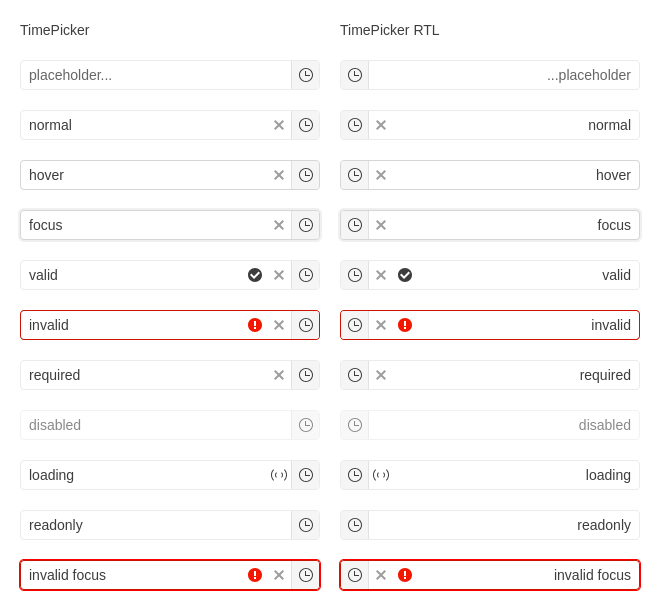 TimePicker
TimePicker RTL
placeholder...
...placeholder
normal
normal
hover
hover
focus
focus
valid
valid
invalid
invalid
required
required
disabled
disabled
loading
loading
readonly
readonly
invalid focus
invalid focus